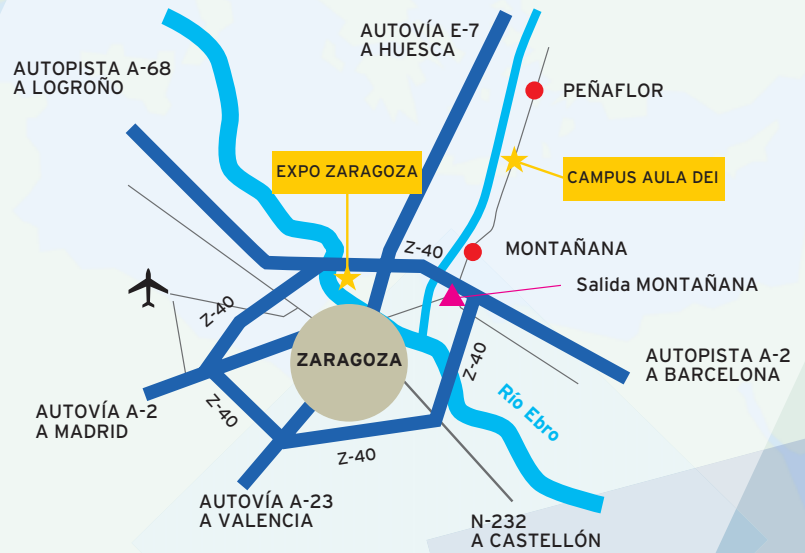 AUTOVÍA E-7
A HUESCA
AUTOPISTA A-68
A LOGROÑO
PEÑAFLOR
EXPO ZARAGOZA
CAMPUS AULA DEI
Z-40
MONTAÑANA
Salida MONTAÑANA
Z-40
ZARAGOZA
Z-40
AUTOPISTA A-2
A BARCELONA
Río Ebro
Z-40
AUTOVÍA A-2
A MADRID
Z-40
AUTOVÍA A-23
A VALENCIA
N-232
A CASTELLÓN